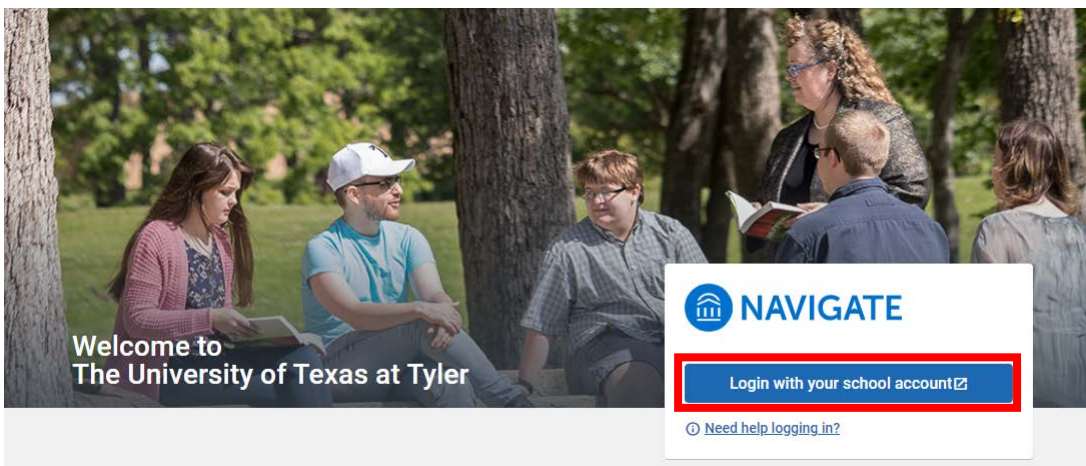 Welcome to
The University of Texas at Tyler
NAVIGATE
Login with your school account
Need help logging in?